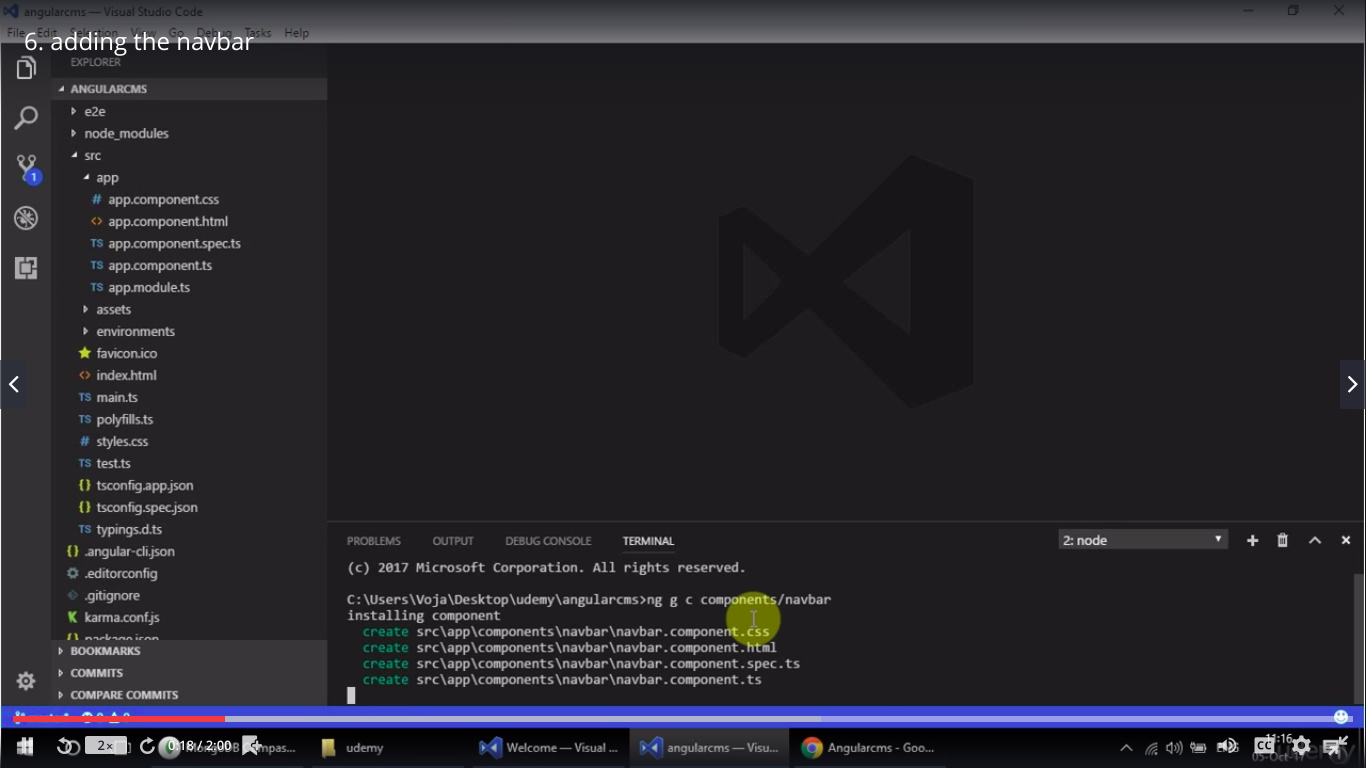 angularcms — Visual Studio Code
File Edit Selection View Go Debug Tasks Help
6. adding the navbar
EXPLORER
ANGULARCMS
e2e
node_modules
src
app
app.component.css
app.component.html
app.component.spec.ts
app.component.ts
app.module.ts
assets
environments
favicon.ico
index.html
main.ts
polyfills.ts
styles.css
test.ts
tsconfig.app.json
tsconfig.spec.json
typings.d.ts
.angular-cli.json
.editorconfig
.gitignore
karma.conf.js
package.json
BOOKMARKS
COMMITS
COMPARE COMMITS
PROBLEMS OUTPUT DEBUG CONSOLE TERMINAL 2: node
(c) 2017 Microsoft Corporation. All rights reserved.
C:\Users\Voja\Desktop\udemy\angularcms>ng g c components/navbar
installing component
create src\app\components\navbar\navbar.component.css
create src\app\components\navbar\navbar.component.html
create src\app\components\navbar\navbar.component.spec.ts
create src\app\components\navbar\navbar.component.ts
2x 0:18 / 2:00 udemy Welcome — Visual ... angularcms — Visu... Angularcms - Goo... CC 11:16